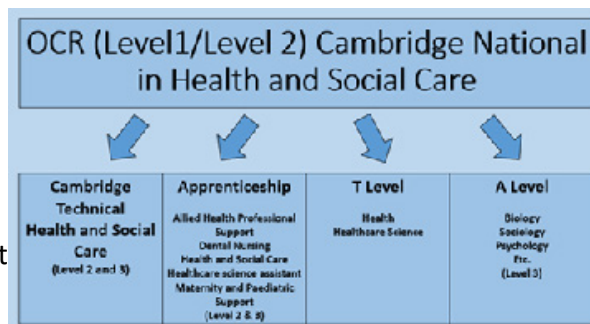 OCR (Level1/Level 2) Cambridge National
in Health and Social Care
Cambridge
Technical
Health and Social
Care
(Level 2 and 3)
Apprenticeship
Allied Health Professional
Support
Dental Nursing
Health and Social Care
Healthcare science assistant
Maternity and Paediatric
Support
(Level 2 & 3)
T Level
Health
Healthcare Science
A Level
Biology
Sociology
Psychology
Etc.
(Level 3)